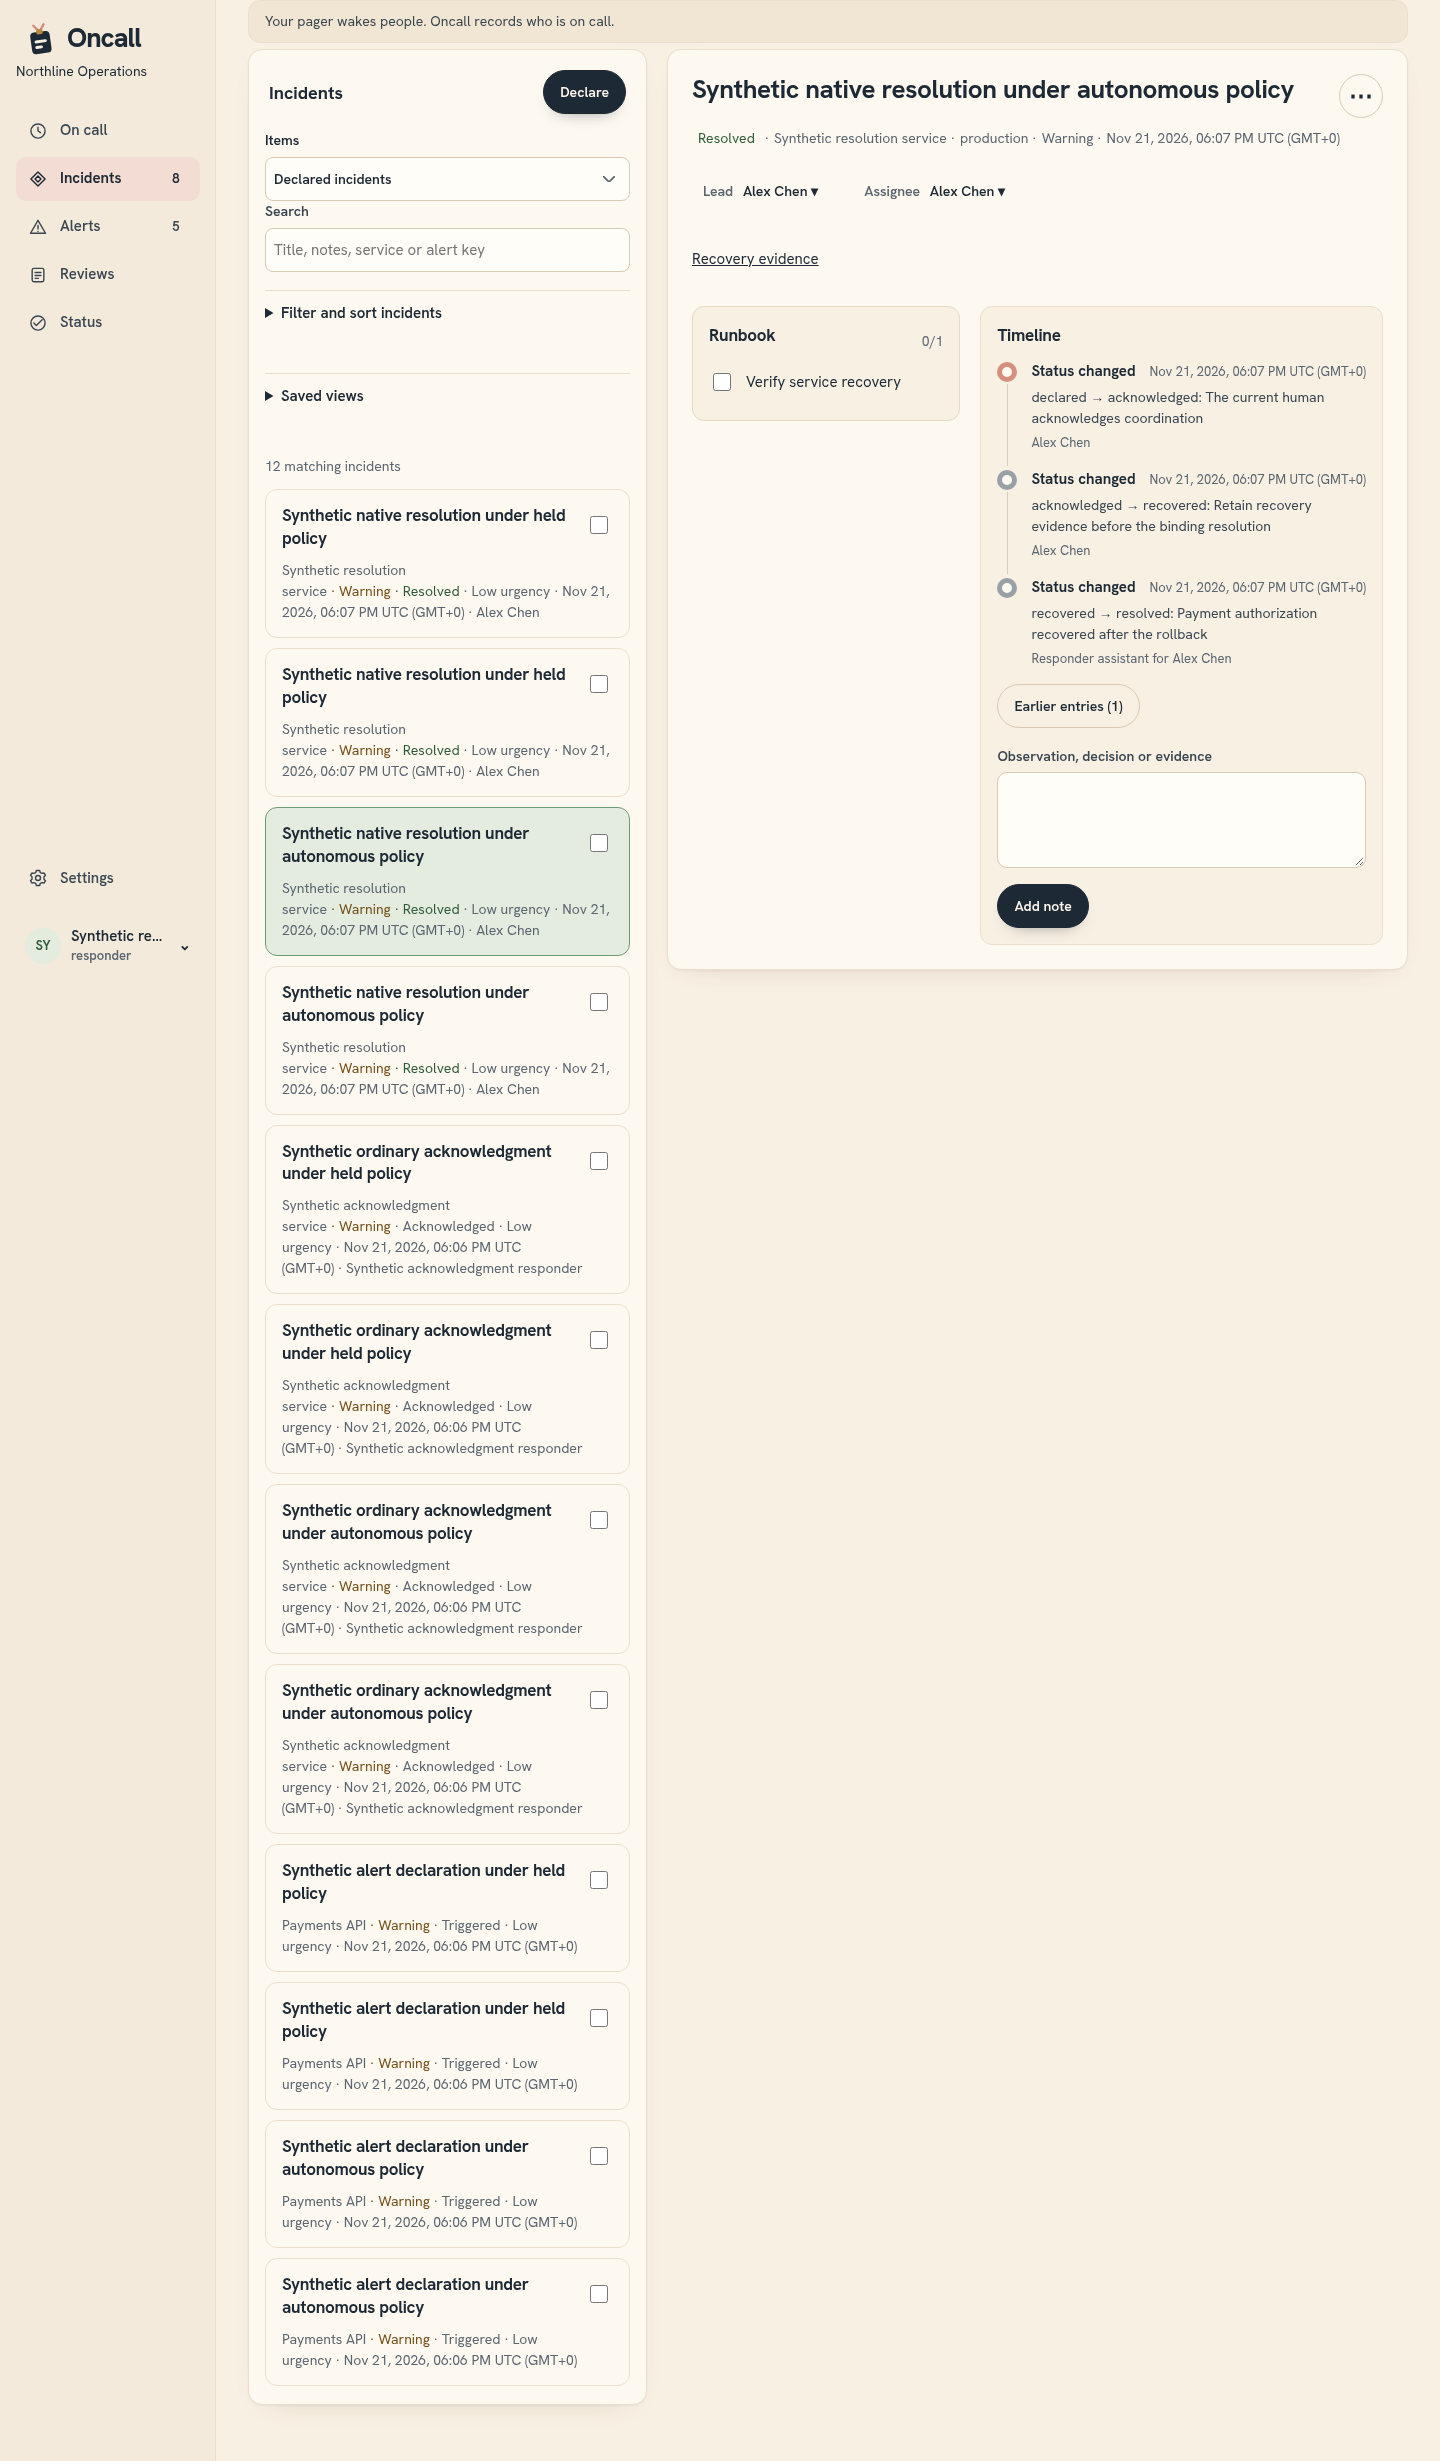 Oncall
Northline Operations
On call
Incidents 8
Alerts 5
Reviews
Status
Settings
SY
Synthetic re...
responder
Your pager wakes people. Oncall records who is on call.
Incidents
Declare
Items
Declared incidents
Search
Title, notes, service or alert key
Filter and sort incidents
Saved views
12 matching incidents
Synthetic native resolution under held
policy
Synthetic resolution
service · Warning · Resolved · Low urgency · Nov 21,
2026, 06:07 PM UTC (GMT+0) · Alex Chen
Synthetic native resolution under held
policy
Synthetic resolution
service · Warning · Resolved · Low urgency · Nov 21,
2026, 06:07 PM UTC (GMT+0) · Alex Chen
Synthetic native resolution under
autonomous policy
Synthetic resolution
service · Warning · Resolved · Low urgency · Nov 21,
2026, 06:07 PM UTC (GMT+0) · Alex Chen
Synthetic native resolution under
autonomous policy
Synthetic resolution
service · Warning · Resolved · Low urgency · Nov 21,
2026, 06:07 PM UTC (GMT+0) · Alex Chen
Synthetic ordinary acknowledgment
under held policy
Synthetic acknowledgment
service · Warning · Acknowledged · Low
urgency · Nov 21, 2026, 06:06 PM UTC
(GMT+0) · Synthetic acknowledgment responder
Synthetic ordinary acknowledgment
under held policy
Synthetic acknowledgment
service · Warning · Acknowledged · Low
urgency · Nov 21, 2026, 06:06 PM UTC
(GMT+0) · Synthetic acknowledgment responder
Synthetic ordinary acknowledgment
under autonomous policy
Synthetic acknowledgment
service · Warning · Acknowledged · Low
urgency · Nov 21, 2026, 06:06 PM UTC
(GMT+0) · Synthetic acknowledgment responder
Synthetic ordinary acknowledgment
under autonomous policy
Synthetic acknowledgment
service · Warning · Acknowledged · Low
urgency · Nov 21, 2026, 06:06 PM UTC
(GMT+0) · Synthetic acknowledgment responder
Synthetic alert declaration under held
policy
Payments API · Warning · Triggered · Low
urgency · Nov 21, 2026, 06:06 PM UTC (GMT+0)
Synthetic alert declaration under held
policy
Payments API · Warning · Triggered · Low
urgency · Nov 21, 2026, 06:06 PM UTC (GMT+0)
Synthetic alert declaration under
autonomous policy
Payments API · Warning · Triggered · Low
urgency · Nov 21, 2026, 06:06 PM UTC (GMT+0)
Synthetic alert declaration under
autonomous policy
Payments API · Warning · Triggered · Low
urgency · Nov 21, 2026, 06:06 PM UTC (GMT+0)
Synthetic native resolution under autonomous policy
Resolved · Synthetic resolution service · production · Warning · Nov 21, 2026, 06:07 PM UTC (GMT+0)
Lead Alex Chen ▾ Assignee Alex Chen ▾
Recovery evidence
Runbook 0/1
Verify service recovery
Timeline
Status changed Nov 21, 2026, 06:07 PM UTC (GMT+0)
declared → acknowledged: The current human
acknowledges coordination
Alex Chen
Status changed Nov 21, 2026, 06:07 PM UTC (GMT+0)
acknowledged → recovered: Retain recovery
evidence before the binding resolution
Alex Chen
Status changed Nov 21, 2026, 06:07 PM UTC (GMT+0)
recovered → resolved: Payment authorization
recovered after the rollback
Responder assistant for Alex Chen
Earlier entries (1)
Observation, decision or evidence
Add note